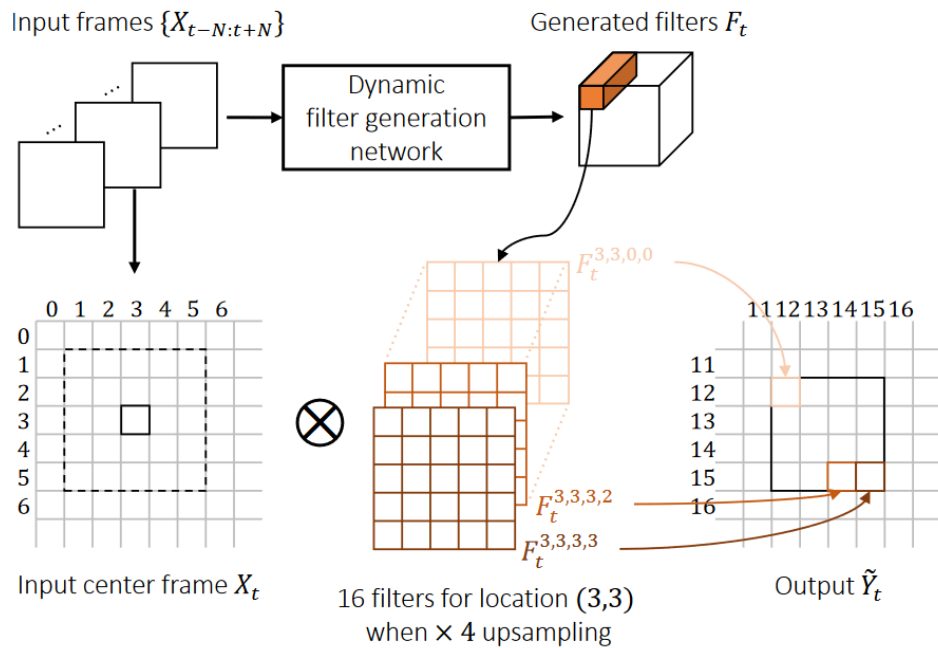 Input frames {X_{t−N:t+N}}
Generated filters F_t
Dynamic
filter generation
network
...
...
0 1 2 3 4 5 6
0
1
2
3
4
5
6
F_t^{3,3,0,0}
F_t^{3,3,3,2}
F_t^{3,3,3,3}
11 12 13 14 15 16
11
12
13
14
15
16
Input center frame X_t
16 filters for location (3,3)
when × 4 upsampling
Output Ỹ_t